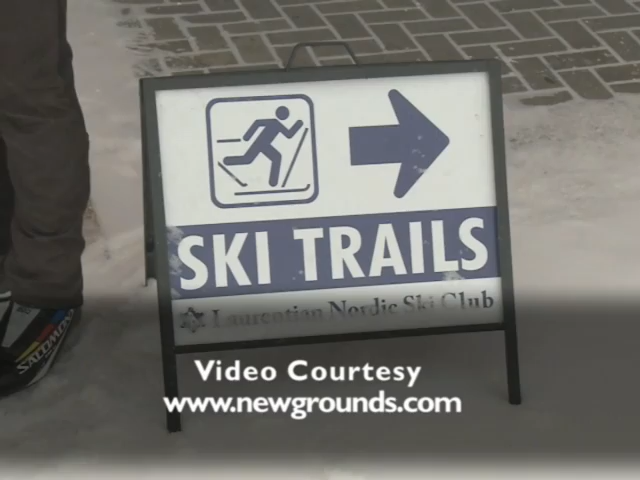 SKI TRAILS
Laurentian Nordic Ski Club
SALOMON
Video Courtesy
www.newgrounds.com